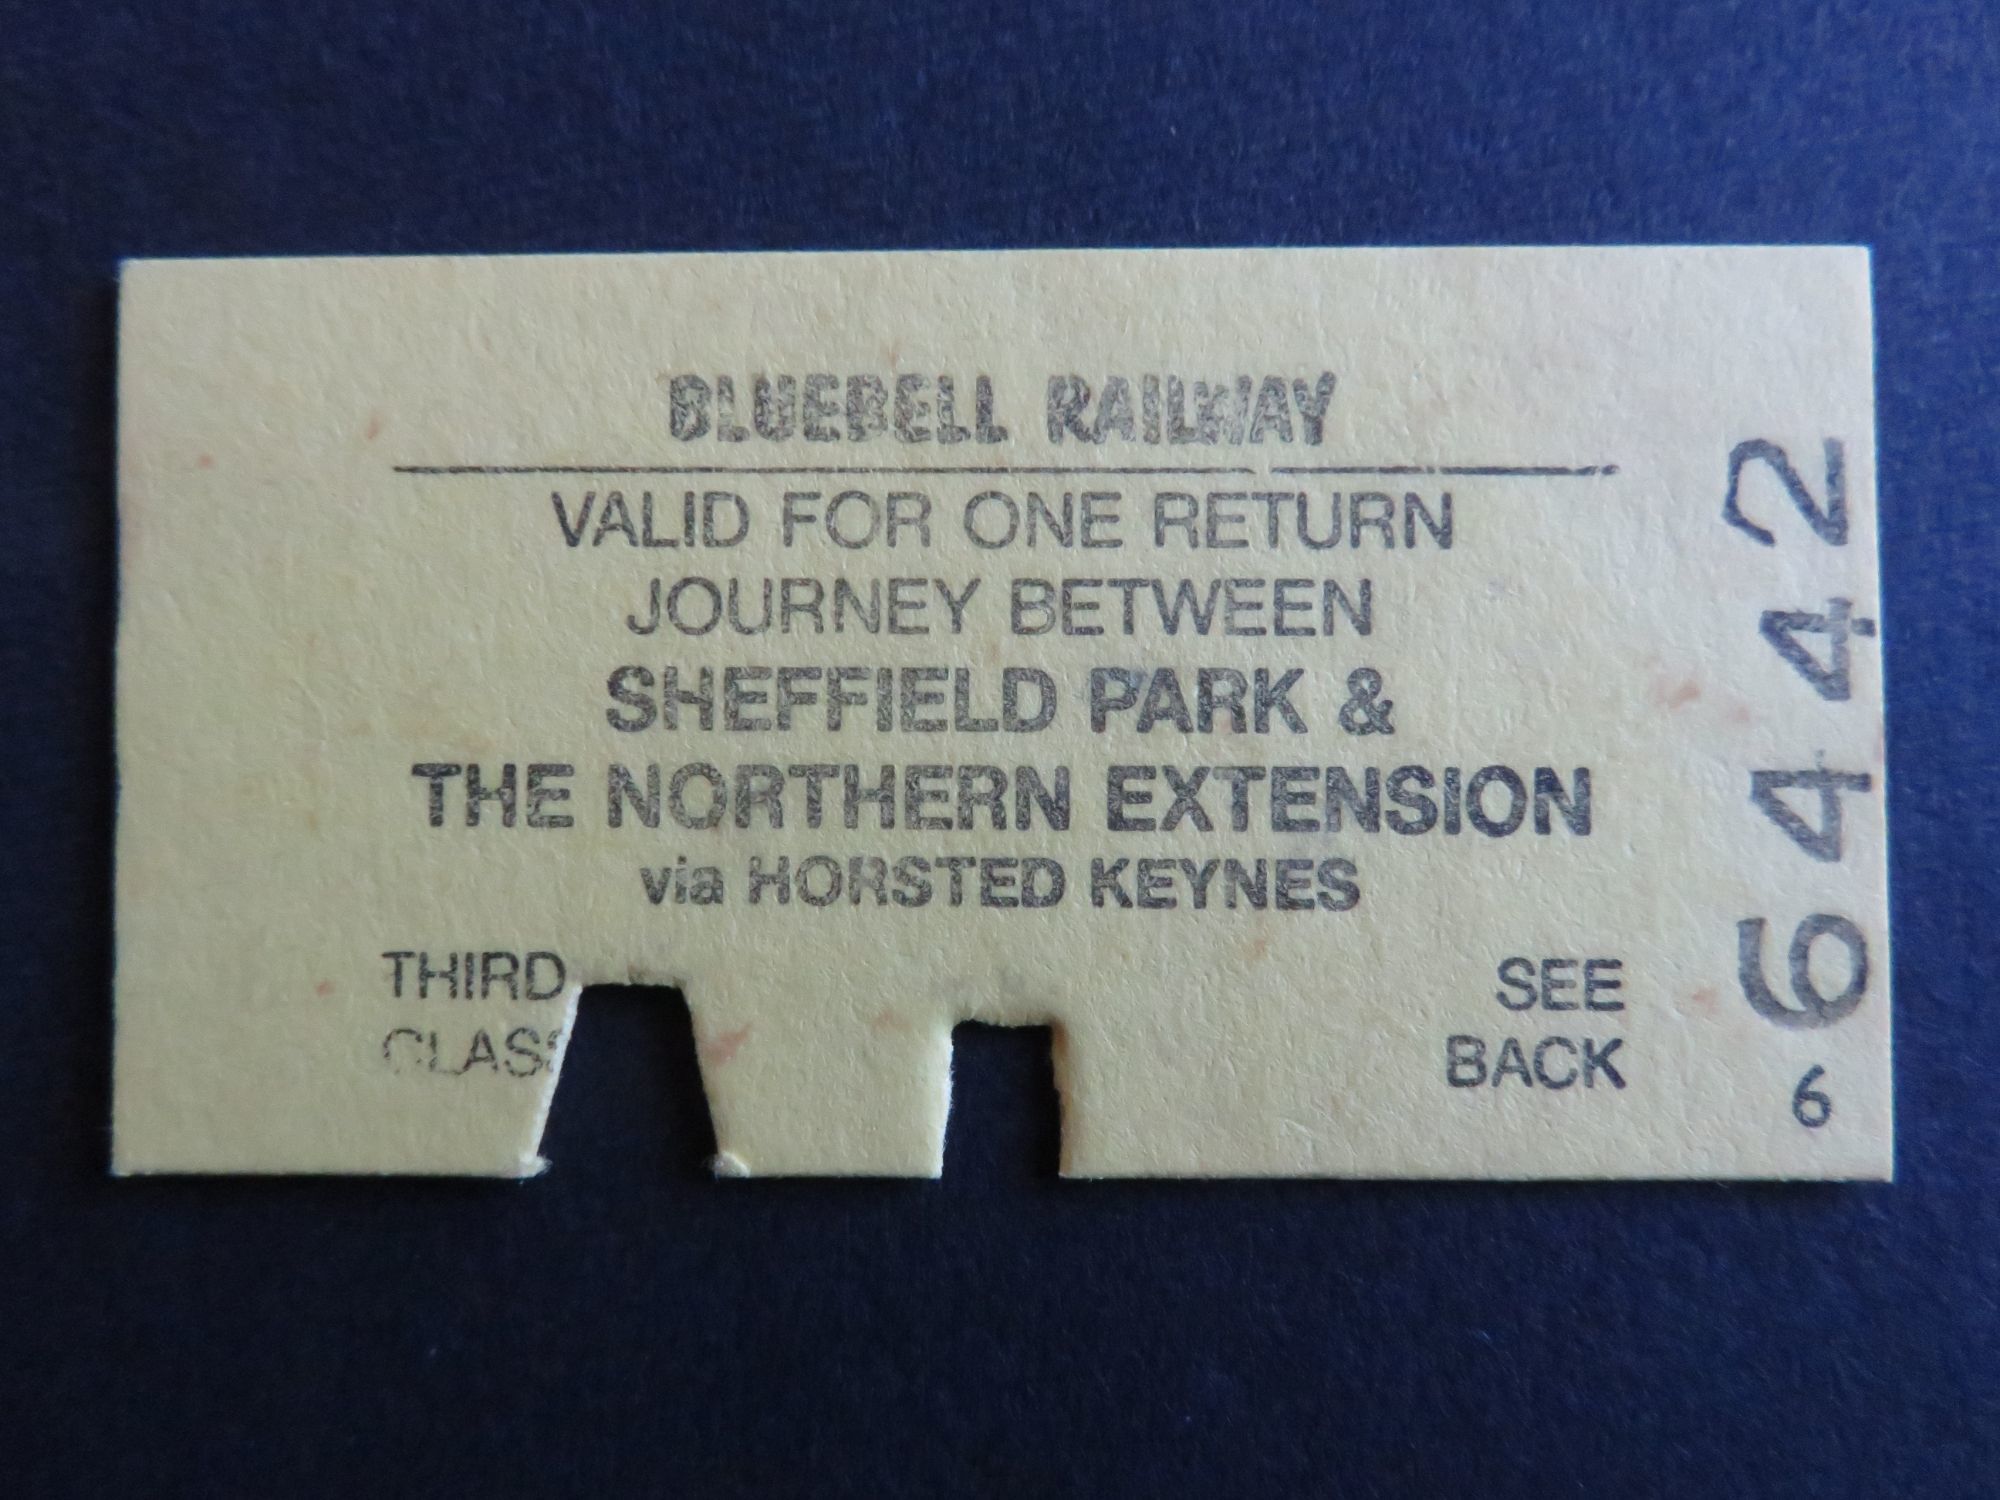 BLUEBELL RAILWAY
VALID FOR ONE RETURN
JOURNEY BETWEEN
SHEFFIELD PARK &
THE NORTHERN EXTENSION
via HORSTED KEYNES
THIRD
CLASS
SEE
BACK
6442
6